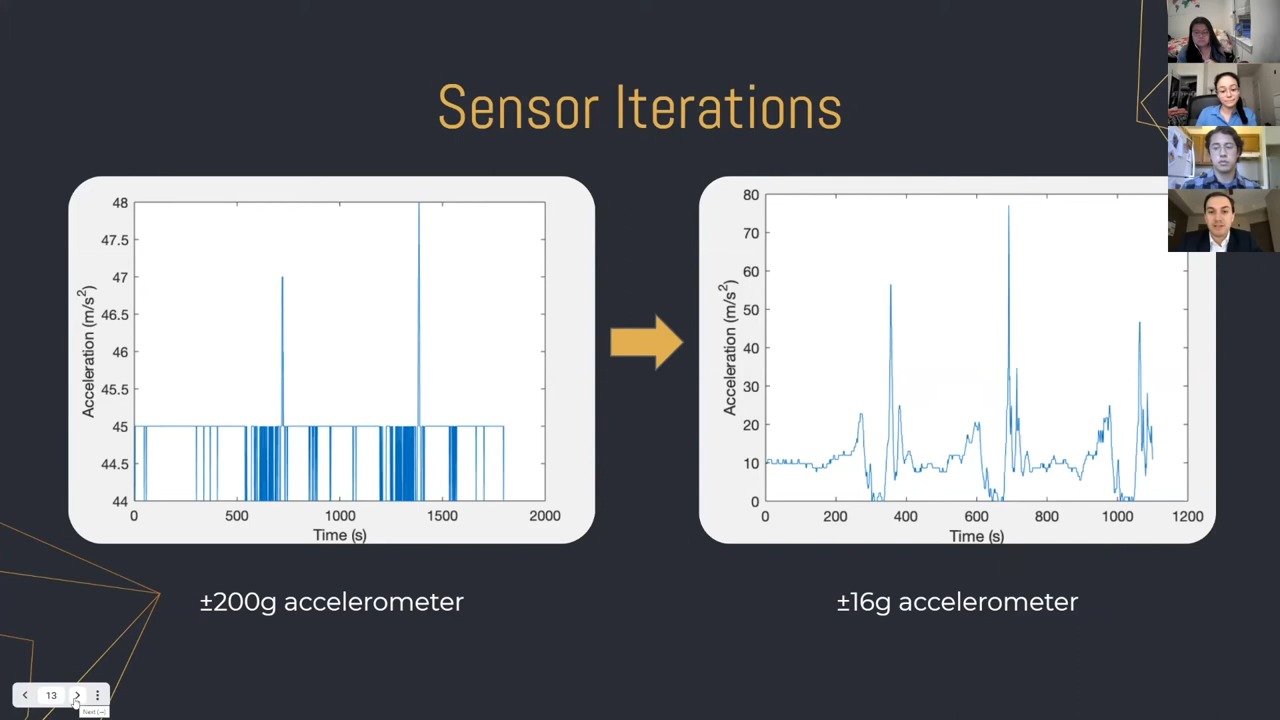 Sensor Iterations
48
47.5
47
46.5
46
45.5
45
44.5
44
Acceleration (m/s²)
0 500 1000 1500 2000
Time (s)
80
70
60
50
40
30
20
10
0
Acceleration (m/s²)
0 200 400 600 800 1000 1200
Time (s)
±200g accelerometer
±16g accelerometer
13
Next (→)